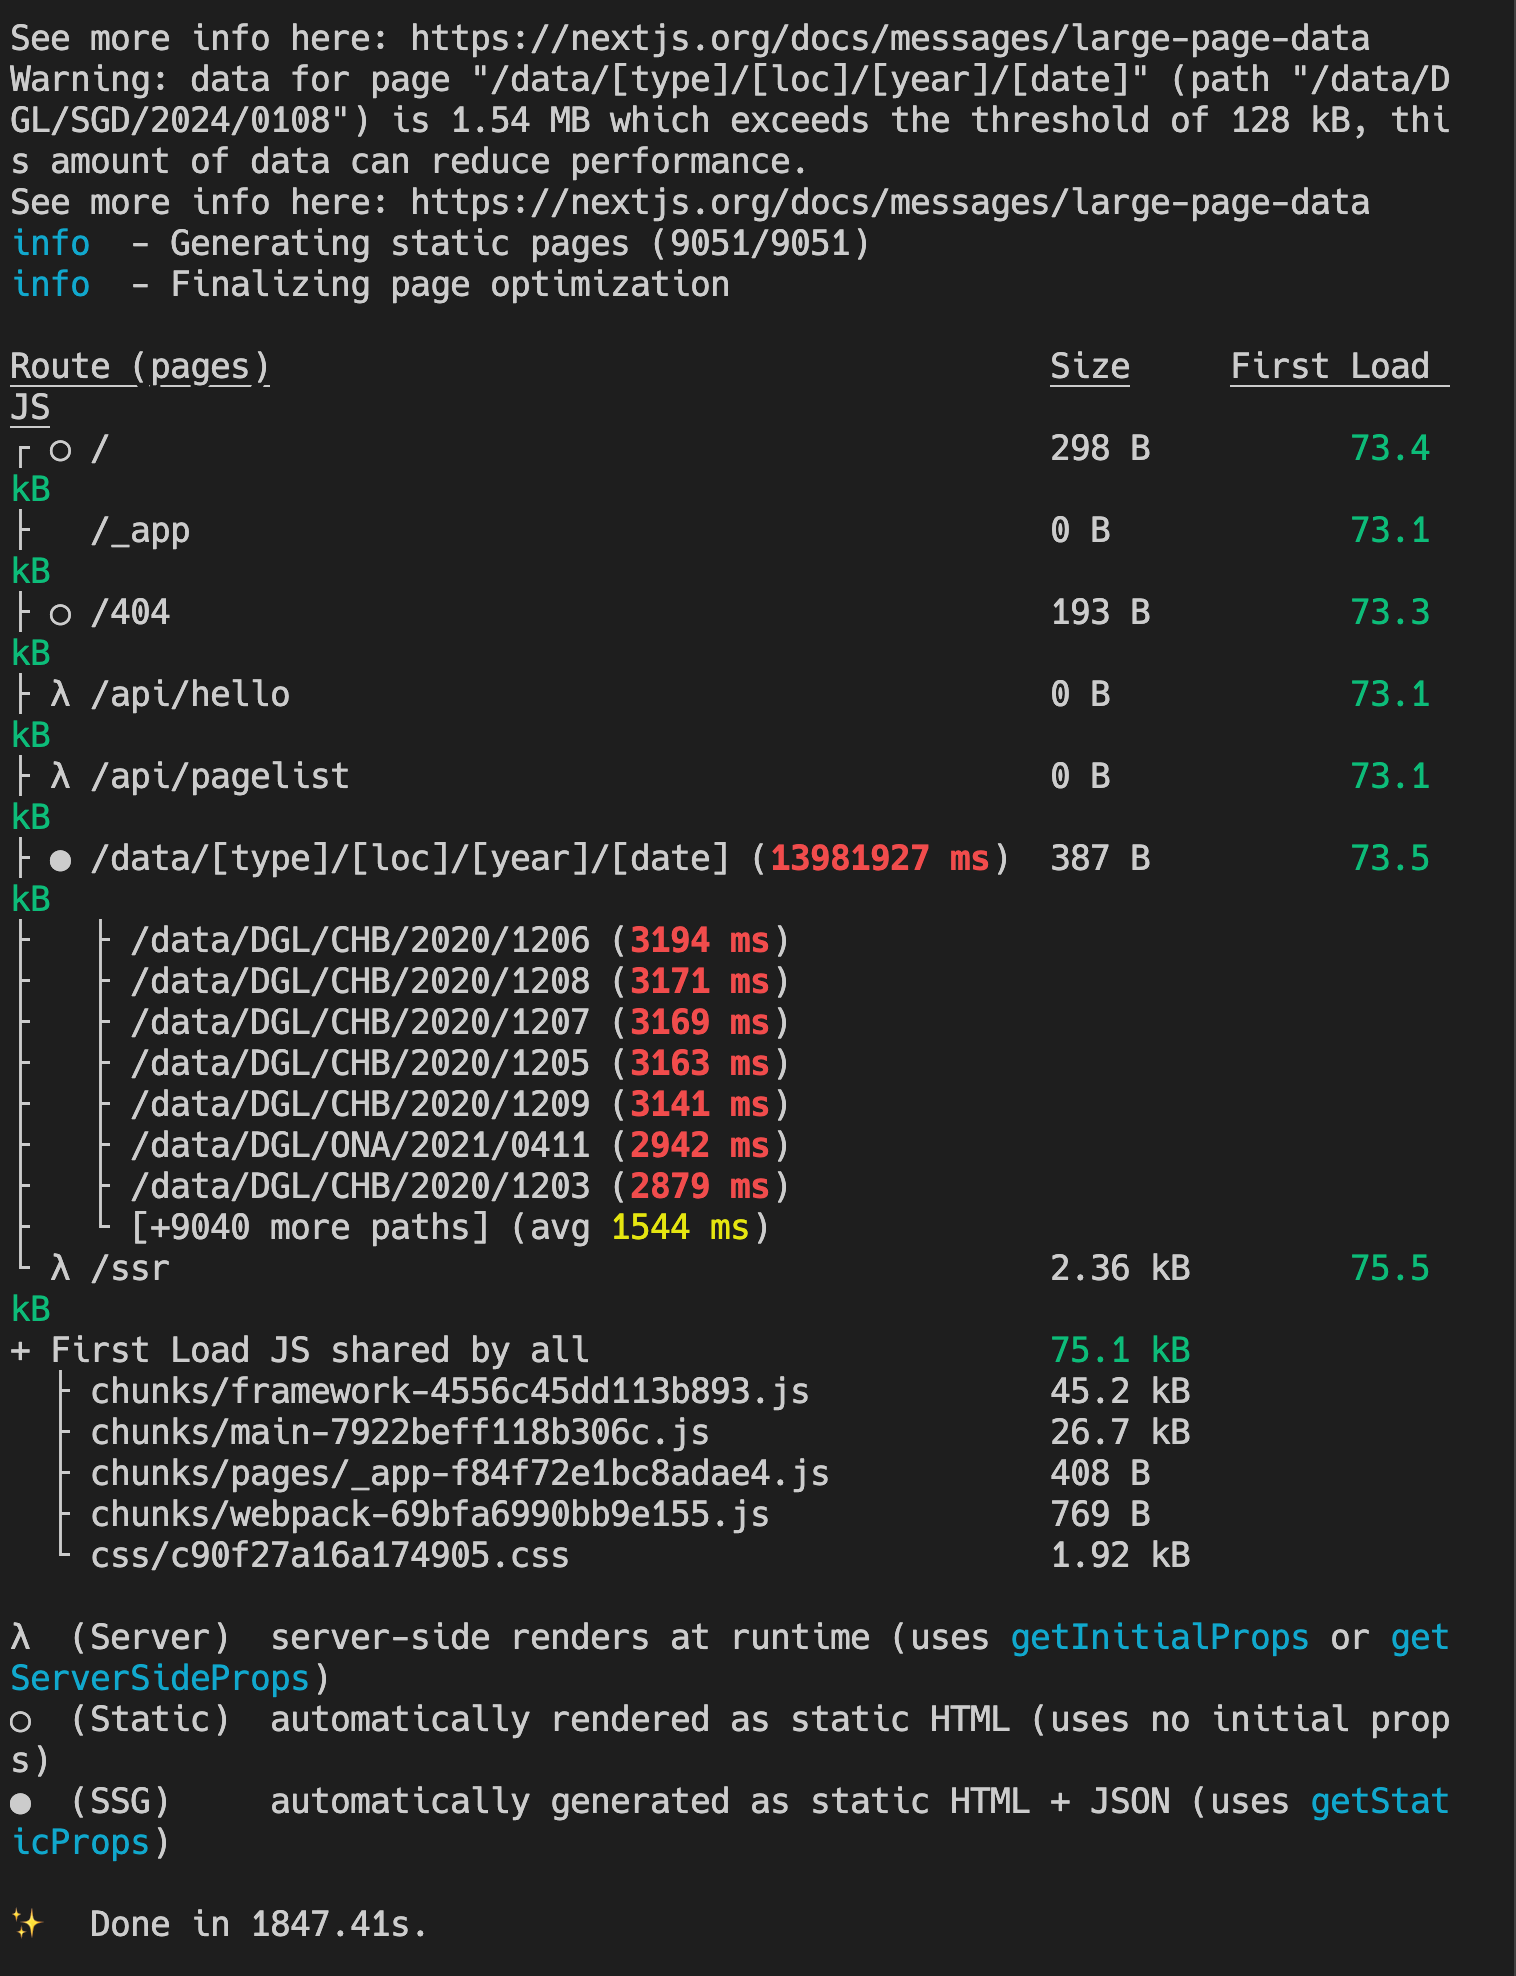 See more info here: https://nextjs.org/docs/messages/large-page-data
Warning: data for page "/data/[type]/[loc]/[year]/[date]" (path "/data/D
GL/SGD/2024/0108") is 1.54 MB which exceeds the threshold of 128 kB, thi
s amount of data can reduce performance.
See more info here: https://nextjs.org/docs/messages/large-page-data
info  - Generating static pages (9051/9051)
info  - Finalizing page optimization

Route (pages)                                       Size     First Load
JS
┌ ○ /                                               298 B          73.4
kB
├   /_app                                           0 B            73.1
kB
├ ○ /404                                            193 B          73.3
kB
├ λ /api/hello                                      0 B            73.1
kB
├ λ /api/pagelist                                   0 B            73.1
kB
├ ● /data/[type]/[loc]/[year]/[date] (13981927 ms)  387 B          73.5
kB
├   ├ /data/DGL/CHB/2020/1206 (3194 ms)
├   ├ /data/DGL/CHB/2020/1208 (3171 ms)
├   ├ /data/DGL/CHB/2020/1207 (3169 ms)
├   ├ /data/DGL/CHB/2020/1205 (3163 ms)
├   ├ /data/DGL/CHB/2020/1209 (3141 ms)
├   ├ /data/DGL/ONA/2021/0411 (2942 ms)
├   ├ /data/DGL/CHB/2020/1203 (2879 ms)
├   └ [+9040 more paths] (avg 1544 ms)
└ λ /ssr                                            2.36 kB        75.5
kB
+ First Load JS shared by all                       75.1 kB
  ├ chunks/framework-4556c45dd113b893.js            45.2 kB
  ├ chunks/main-7922beff118b306c.js                 26.7 kB
  ├ chunks/pages/_app-f84f72e1bc8adae4.js           408 B
  ├ chunks/webpack-69bfa6990bb9e155.js              769 B
  └ css/c90f27a16a174905.css                        1.92 kB

λ  (Server)  server-side renders at runtime (uses getInitialProps or get
ServerSideProps)
○  (Static)  automatically rendered as static HTML (uses no initial prop
s)
●  (SSG)     automatically generated as static HTML + JSON (uses getStat
icProps)

✨  Done in 1847.41s.